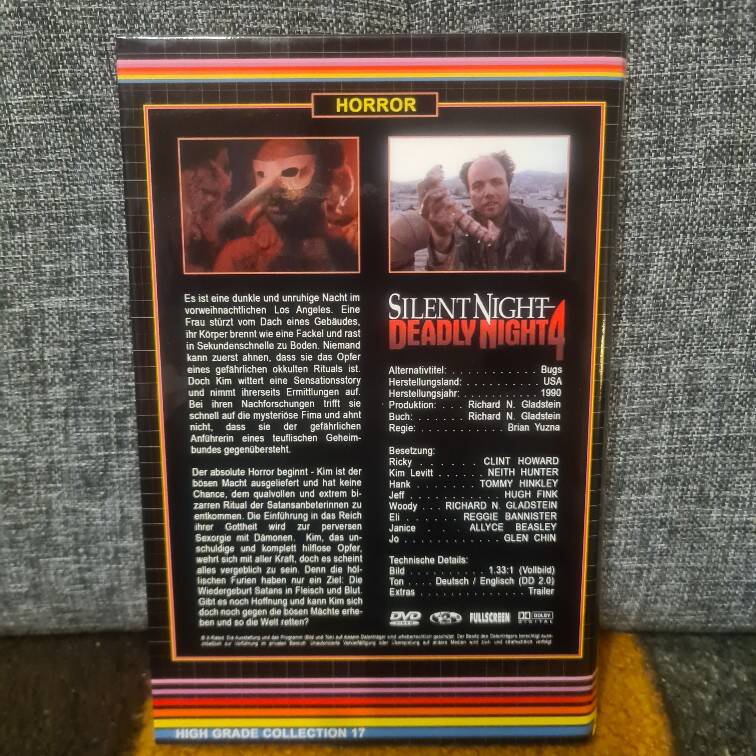 HORROR
Es ist eine dunkle und unruhige Nacht im
vorweihnachtlichen Los Angeles. Eine
Frau stürzt vom Dach eines Gebäudes,
ihr Körper brennt wie eine Fackel und rast
in Sekundenschnelle zu Boden. Niemand
kann zuerst ahnen, dass sie das Opfer
eines gefährlichen okkulten Rituals ist.
Doch Kim wittert eine Sensationsstory
und nimmt ihrerseits Ermittlungen auf.
Bei ihren Nachforschungen trifft sie
schnell auf die mysteriöse Fima und ahnt
nicht, dass sie der gefährlichen
Anführerin eines teuflischen Geheim-
bundes gegenübersteht.
Der absolute Horror beginnt - Kim ist der
bösen Macht ausgeliefert und hat keine
Chance, dem qualvollen und extrem bi-
zarren Ritual der Satansanbeterinnen zu
entkommen. Die Einführung in das Reich
ihrer Gottheit wird zur perversen
Sexorgie mit Dämonen. Kim, das un-
schuldige und komplett hilflose Opfer,
wehrt sich mit aller Kraft, doch es scheint
alles vergeblich zu sein. Denn die höl-
lischen Furien haben nur ein Ziel: Die
Wiedergeburt Satans in Fleisch und Blut.
Gibt es noch Hoffnung und kann Kim sich
doch noch gegen die bösen Mächte erhe-
ben und so die Welt retten?
SILENT NIGHT
DEADLY NIGHT 4
Alternativtitel: . . . . . . . . . . . . Bugs
Herstellungsland: . . . . . . . . . . USA
Herstellungsjahr: . . . . . . . . . . 1990
Produktion: . . . Richard N. Gladstein
Buch: . . . . . . . Richard N. Gladstein
Regie: . . . . . . . . . . . . Brian Yuzna
Besetzung:
Ricky . . . . . . . CLINT HOWARD
Kim Levitt . . . . . . NEITH HUNTER
Hank . . . . . . . . TOMMY HINKLEY
Jeff . . . . . . . . . . . . HUGH FINK
Woody . . RICHARD N. GLADSTEIN
Eli . . . . . . . . REGGIE BANNISTER
Janice . . . . . . ALLYCE BEASLEY
Jo . . . . . . . . . . . . . GLEN CHIN
Technische Details:
Bild . . . . . . . . . . 1.33:1 (Vollbild)
Ton . . . . Deutsch / Englisch (DD 2.0)
Extras . . . . . . . . . . . . . . Trailer
DVD VIDEO FULLSCREEN DOLBY DIGITAL
HIGH GRADE COLLECTION 17